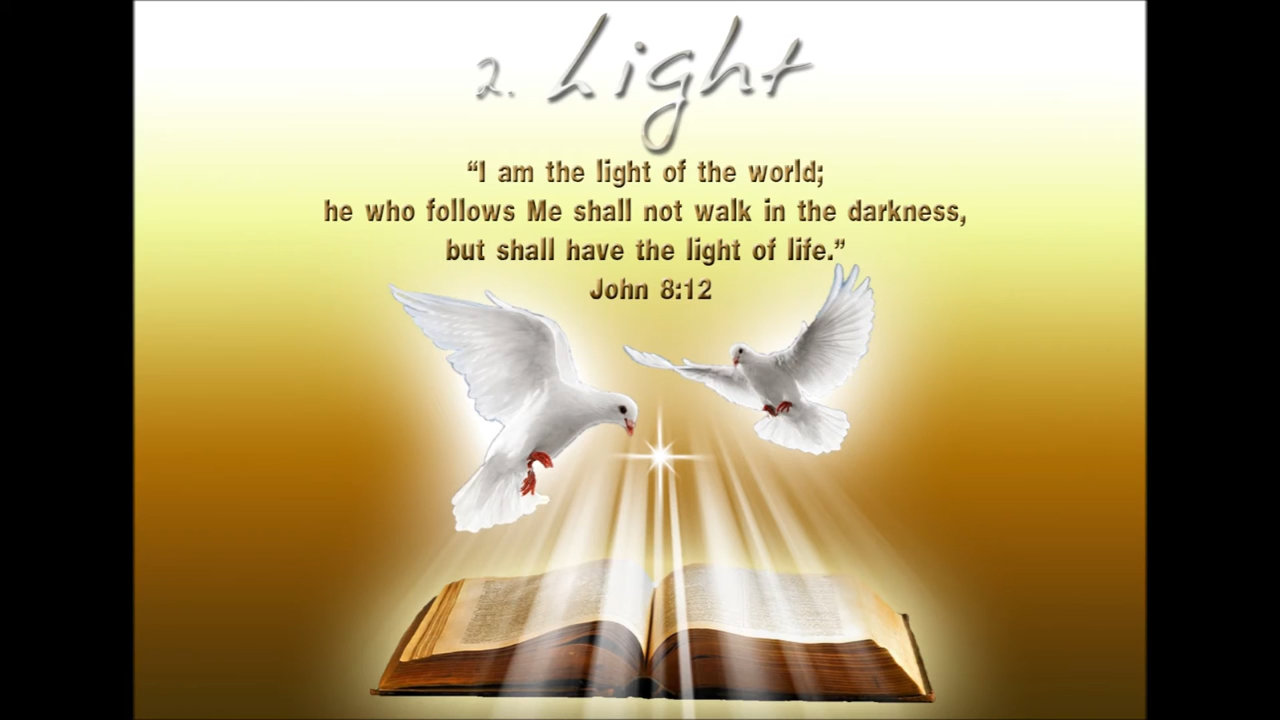 2. Light
“I am the light of the world;
he who follows Me shall not walk in the darkness,
but shall have the light of life.”
John 8:12